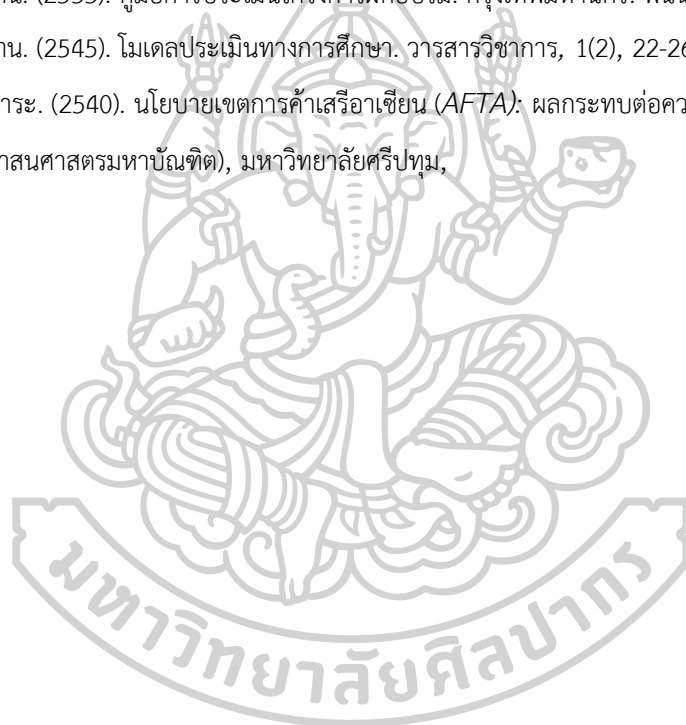 าน. (2545). โมเดลประเมินทางการศึกษา. วารสารวิชาการ, 1(2), 22-26
าระ. (2540). นโยบายเขตการค้าเสรีอาเซียน (AFTA): ผลกระทบต่อคว
าสนศาสตรมหาบัณฑิต), มหาวิทยาลัยศรีปทุม,
มหาวิทยาลัยศิลปากร